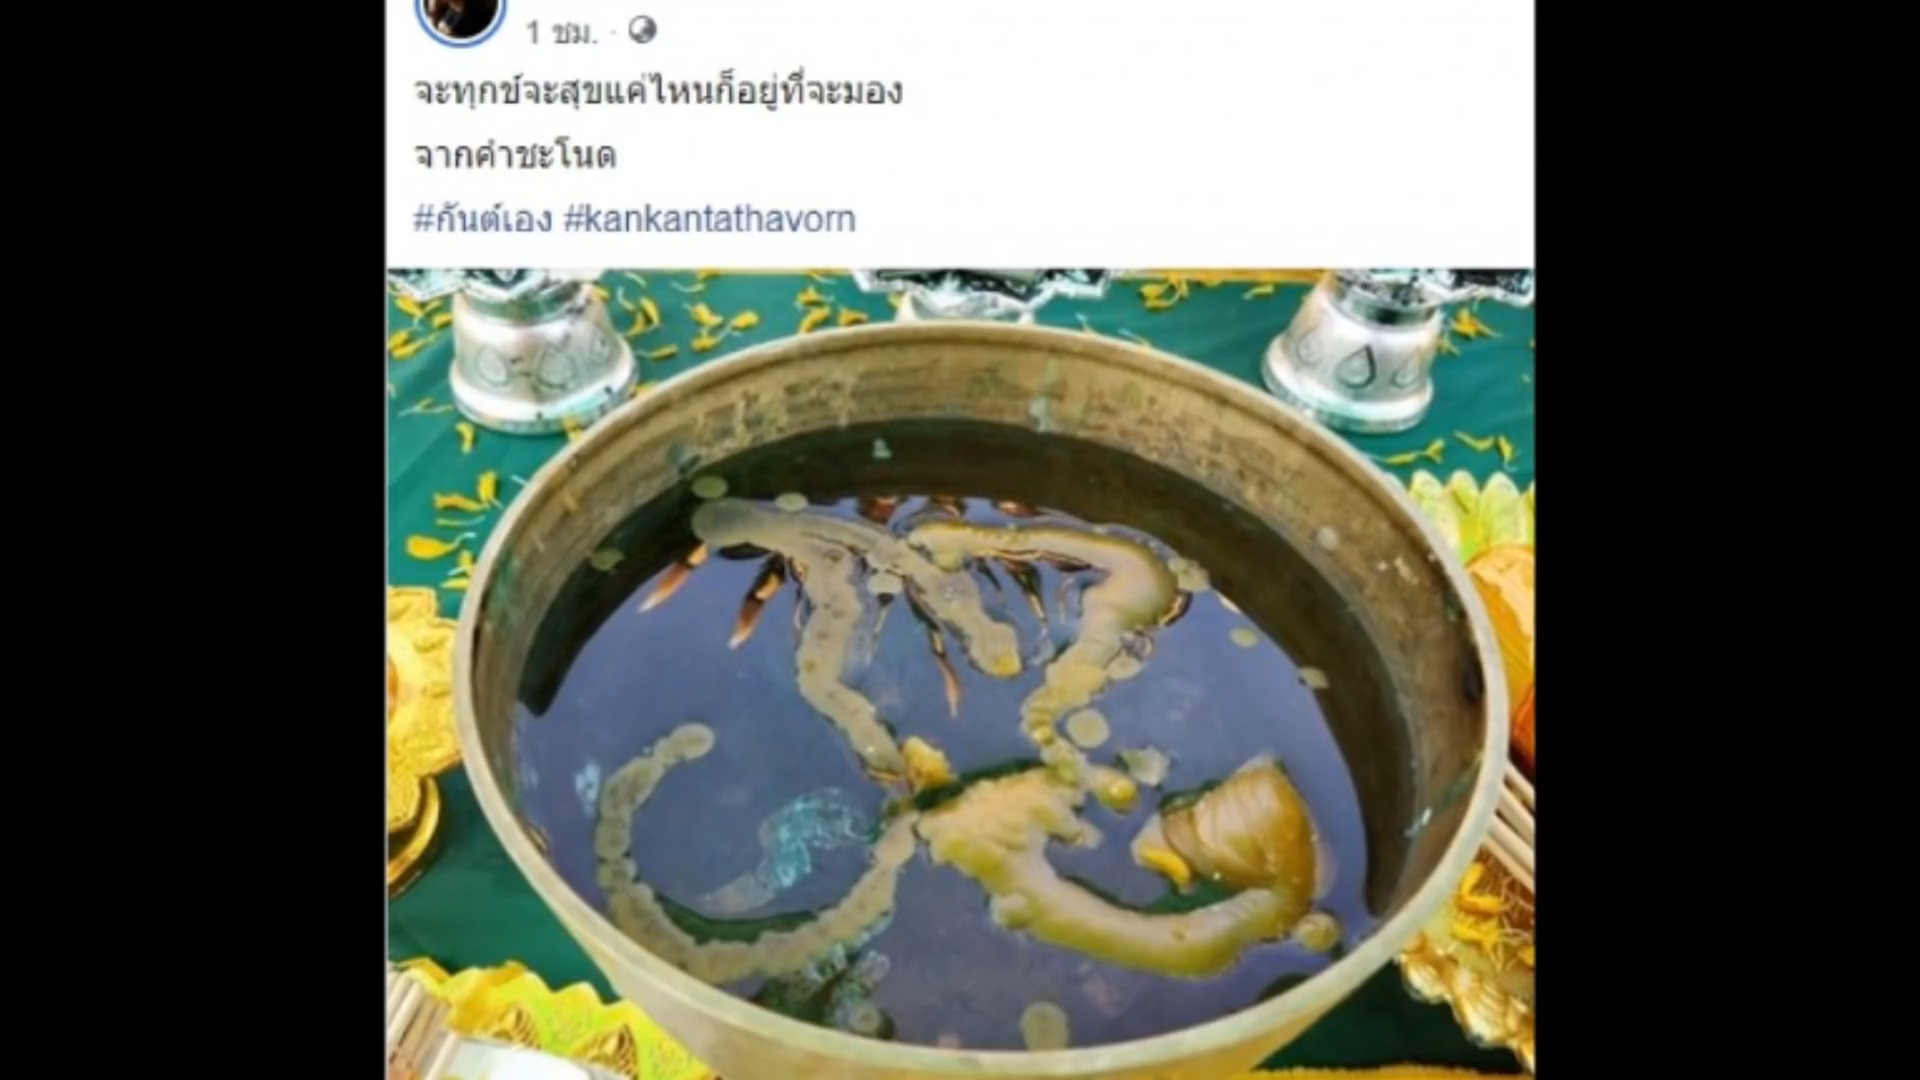 1 ชม.
จะทุกข์จะสุขแค่ไหนก็อยู่ที่จะมอง
จากคำชะโนด
#กันต์เอง #kankantathavorn